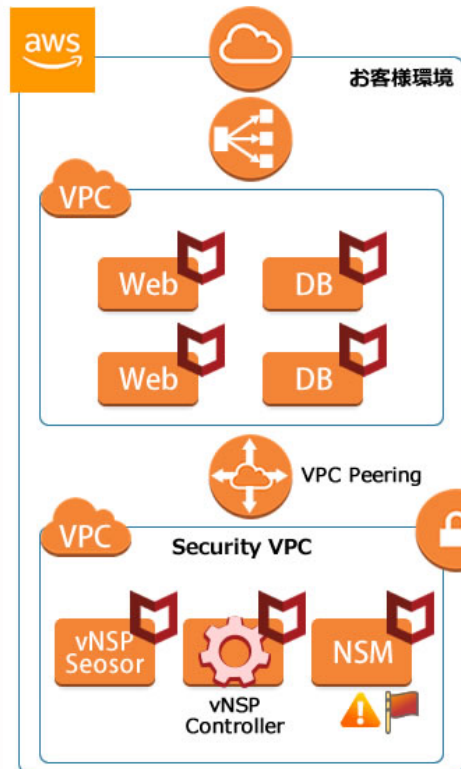 aws
お客様環境
VPC
Web
DB
Web
DB
VPC Peering
VPC
Security VPC
vNSP
Seosor
NSM
vNSP
Controller